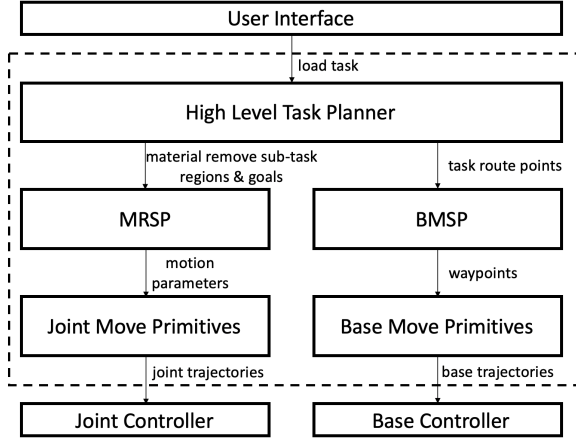 User Interface
load task
High Level Task Planner
material remove sub-task
regions & goals
task route points
MRSP
BMSP
motion
parameters
waypoints
Joint Move Primitives
Base Move Primitives
joint trajectories
base trajectories
Joint Controller
Base Controller